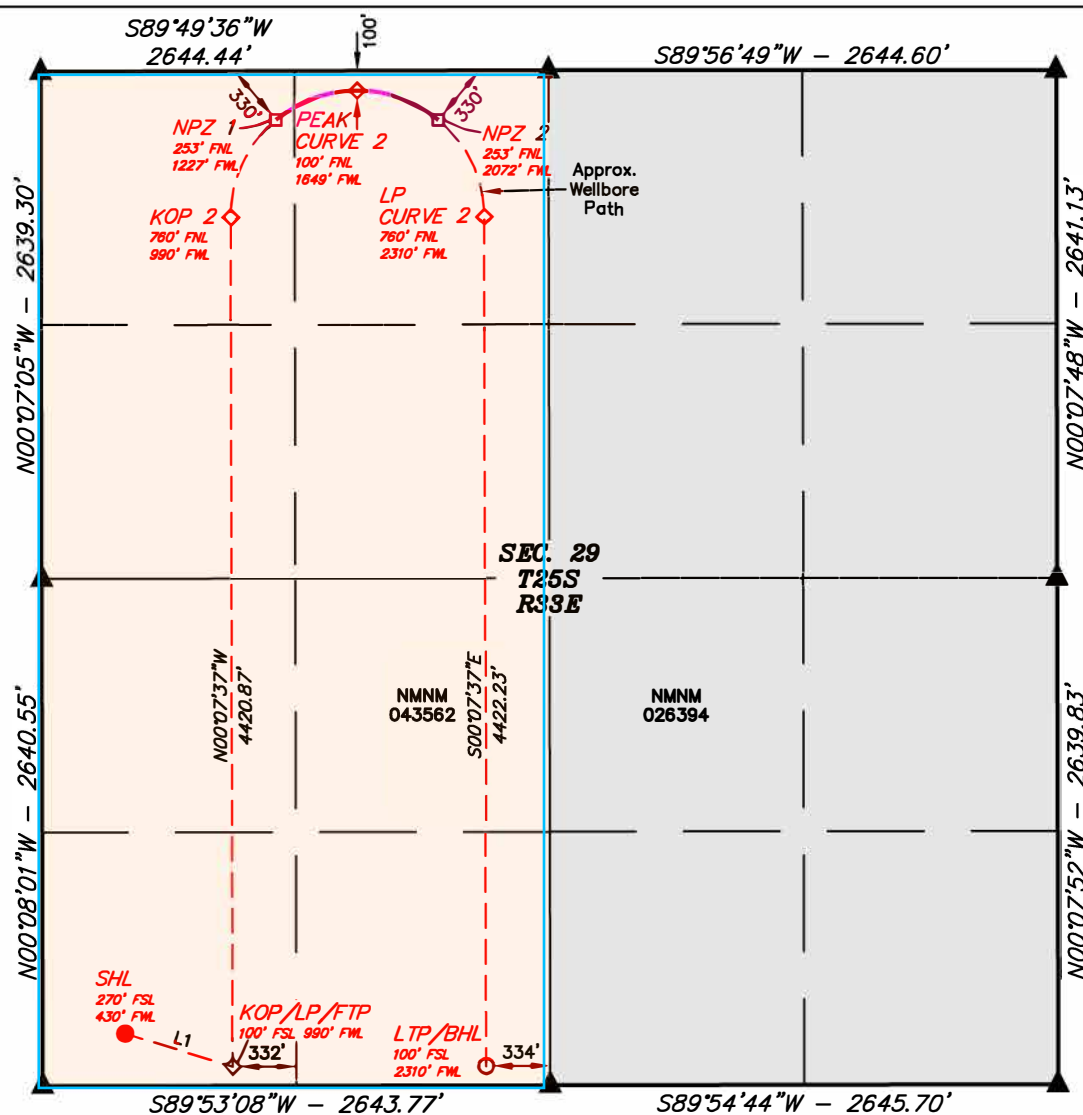 S89°49'36"W
2644.44'
100'
S89°56'49"W - 2644.60'
330'
330'
NPZ 1
253' FNL
1227' FWL
PEAK
CURVE 2
100' FNL
1649' FWL
NPZ 2
253' FNL
2072' FWL
Approx.
Wellbore
Path
KOP 2
760' FNL
990' FWL
LP
CURVE 2
760' FNL
2310' FWL
N00°07'05"W - 2639.30'
N00°07'48"W - 2641.13'
SEC. 29
T25S
R33E
N00°07'37"W
4420.87'
NMNM
043562
S00°07'37"E
4422.23'
NMNM
026394
N00°08'01"W - 2640.55'
N00°07'52"W - 2639.83'
SHL
270' FSL
430' FWL
L1
KOP/LP/FTP
100' FSL 990' FWL
332'
LTP/BHL
100' FSL
2310' FWL
334'
S89°53'08"W - 2643.77'
S89°54'44"W - 2645.70'